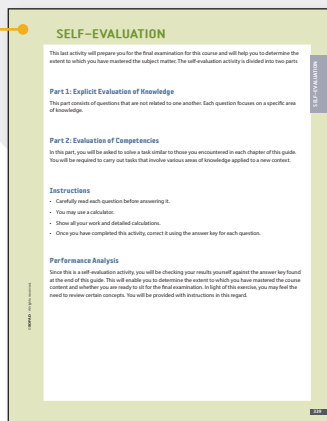 SELF-EVALUATION
This last activity will prepare you for the final examination for this course and will help you to determine the
extent to which you have mastered the subject matter. The self-evaluation activity is divided into two parts
SELF-EVALUATION
Part 1: Explicit Evaluation of Knowledge
This part consists of questions that are not related to one another. Each question focuses on a specific area
of knowledge.
Part 2: Evaluation of Competencies
In this part, you will be asked to solve a task similar to those you encountered in each chapter of this guide.
You will be required to carry out tasks that involve various areas of knowledge applied to a new context.
Instructions
• Carefully read each question before answering it.
• You may use a calculator.
• Show all your work and detailed calculations.
• Once you have completed this activity, correct it using the answer key for each question.
Performance Analysis
Since this is a self-evaluation activity, you will be checking your results yourself against the answer key found
at the end of this guide. This will enable you to determine the extent to which you have mastered the course
content and whether you are ready to sit for the final examination. In light of this exercise, you may feel the
need to review certain concepts. You will be provided with instructions in this regard.
© SOFAD - All rights reserved.
339